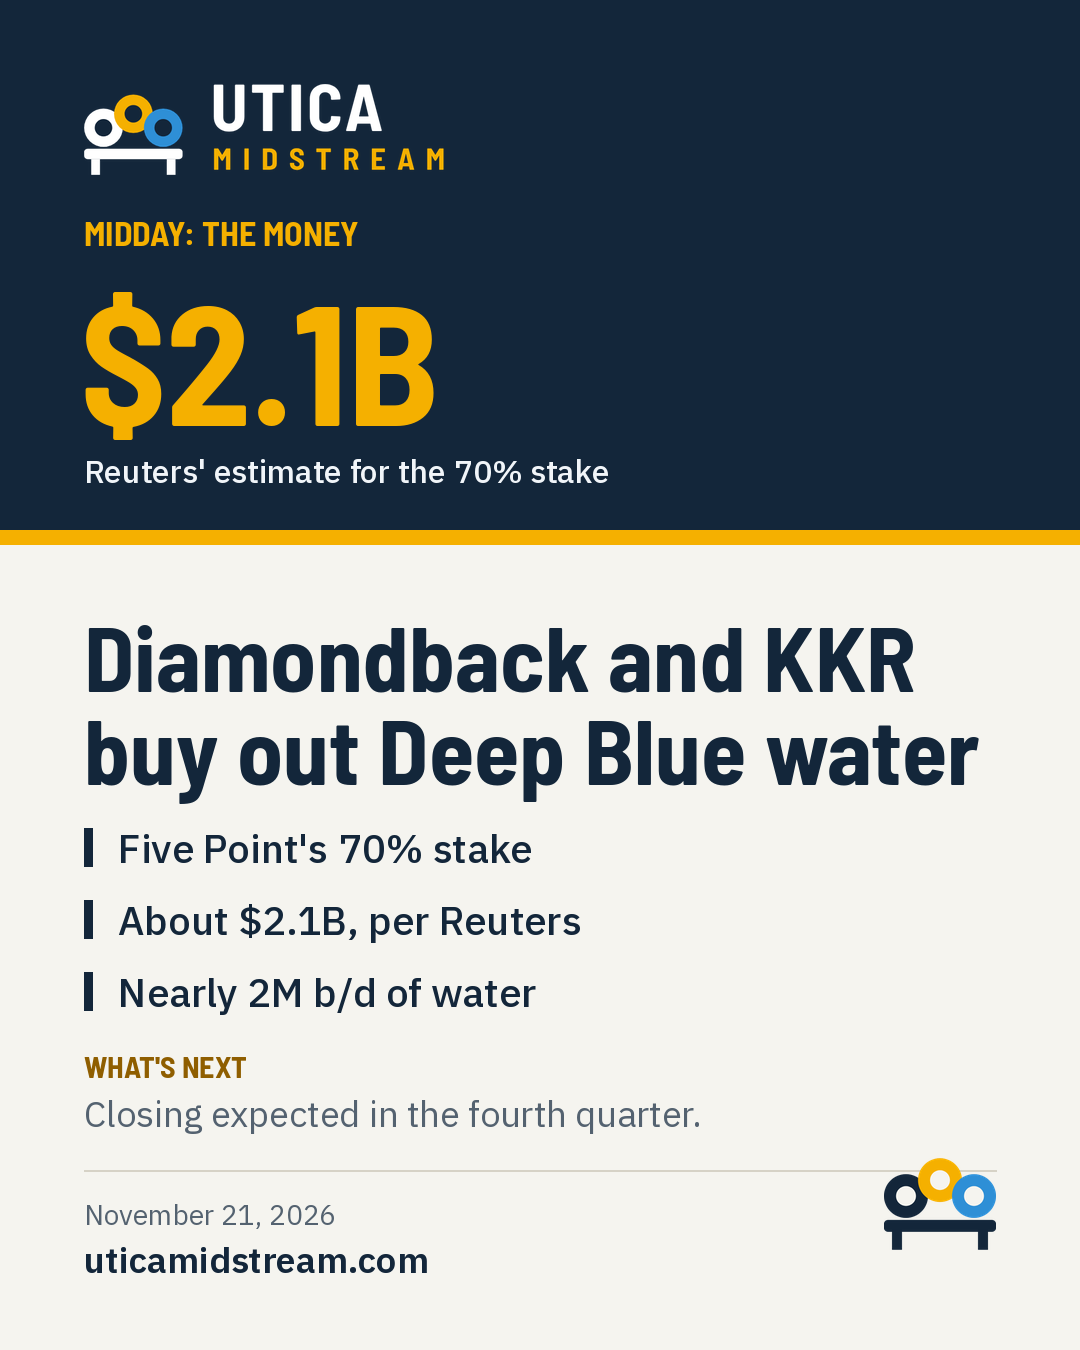 UTICA
MIDSTREAM
MIDDAY: THE MONEY
$2.1B
Reuters' estimate for the 70% stake
Diamondback and KKR
buy out Deep Blue water
Five Point's 70% stake
About $2.1B, per Reuters
Nearly 2M b/d of water
WHAT'S NEXT
Closing expected in the fourth quarter.
November 21, 2026
uticamidstream.com